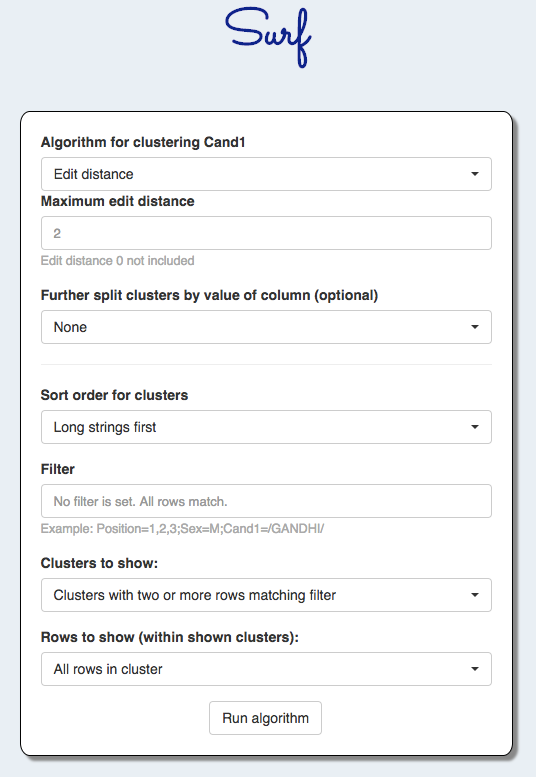 Surf
Algorithm for clustering Cand1
Edit distance
Maximum edit distance
2
Edit distance 0 not included
Further split clusters by value of column (optional)
None
Sort order for clusters
Long strings first
Filter
No filter is set. All rows match.
Example: Position=1,2,3;Sex=M;Cand1=/GANDHI/
Clusters to show:
Clusters with two or more rows matching filter
Rows to show (within shown clusters):
All rows in cluster
Run algorithm